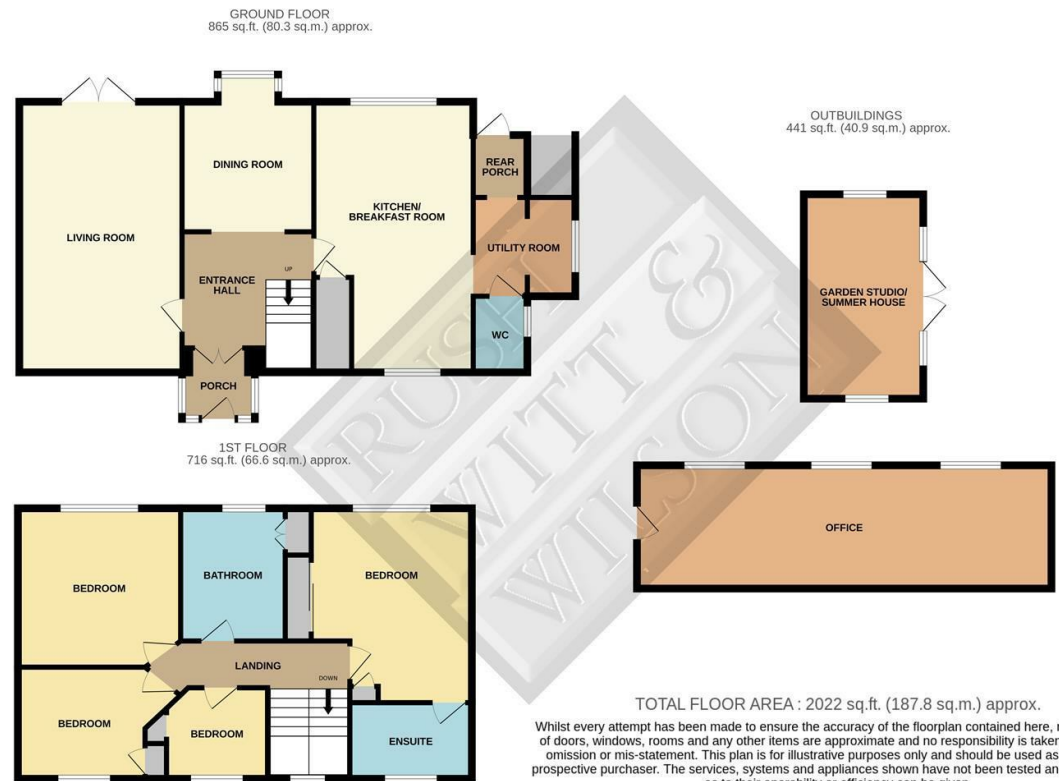 GROUND FLOOR
865 sq.ft. (80.3 sq.m.) approx.
OUTBUILDINGS
441 sq.ft. (40.9 sq.m.) approx.
DINING ROOM
REAR
PORCH
KITCHEN/
BREAKFAST ROOM
LIVING ROOM
UTILITY ROOM
UP
ENTRANCE
HALL
GARDEN STUDIO/
SUMMER HOUSE
WC
PORCH
RUSH
WITT &
WILSON
1ST FLOOR
716 sq.ft. (66.6 sq.m.) approx.
OFFICE
BATHROOM
BEDROOM
BEDROOM
LANDING
DOWN
BEDROOM
BEDROOM
ENSUITE
TOTAL FLOOR AREA : 2022 sq.ft. (187.8 sq.m.) approx.
Whilst every attempt has been made to ensure the accuracy of the floorplan contained here,
of doors, windows, rooms and any other items are approximate and no responsibility is taken
omission or mis-statement. This plan is for illustrative purposes only and should be used as
prospective purchaser. The services, systems and appliances shown have not been tested